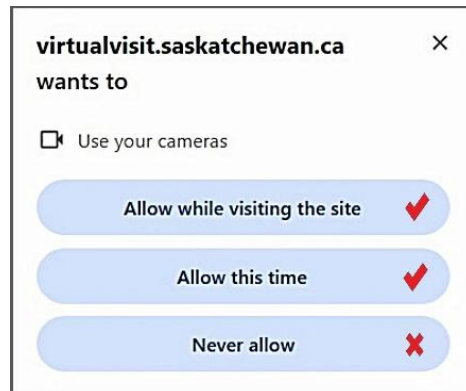 virtualvisit.saskatchewan.ca
wants to
Use your cameras
Allow while visiting the site
Allow this time
Never allow